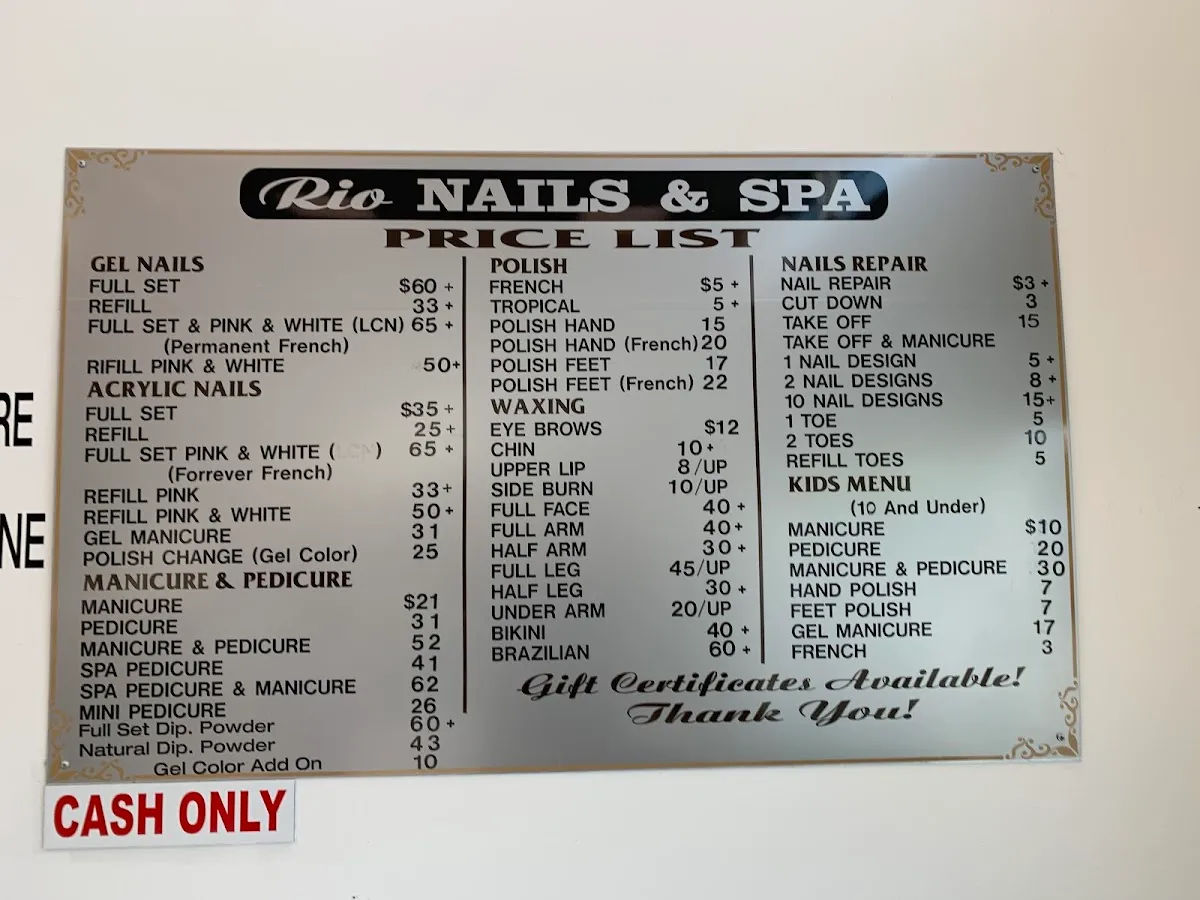 Rio NAILS & SPA
PRICE LIST
GEL NAILS
FULL SET $60 +
REFILL 33 +
FULL SET & PINK & WHITE (LCN) 65 +
(Permanent French)
RIFILL PINK & WHITE 50+
ACRYLIC NAILS
FULL SET $35 +
REFILL 25 +
FULL SET PINK & WHITE (LCN) 65 +
(Forrever French)
REFILL PINK 33+
REFILL PINK & WHITE 50+
GEL MANICURE 31
POLISH CHANGE (Gel Color) 25
MANICURE & PEDICURE
MANICURE $21
PEDICURE 31
MANICURE & PEDICURE 52
SPA PEDICURE 41
SPA PEDICURE & MANICURE 62
MINI PEDICURE 26
Full Set Dip. Powder 60 +
Natural Dip. Powder 43
Gel Color Add On 10
POLISH
FRENCH $5 +
TROPICAL 5 +
POLISH HAND 15
POLISH HAND (French) 20
POLISH FEET 17
POLISH FEET (French) 22
WAXING
EYE BROWS $12
CHIN 10+
UPPER LIP 8/UP
SIDE BURN 10/UP
FULL FACE 40 +
FULL ARM 40+
HALF ARM 30 +
FULL LEG 45/UP
HALF LEG 30 +
UNDER ARM 20/UP
BIKINI 40 +
BRAZILIAN 60 +
NAILS REPAIR
NAIL REPAIR $3 +
CUT DOWN 3
TAKE OFF 15
TAKE OFF & MANICURE
1 NAIL DESIGN 5 +
2 NAIL DESIGNS 8 +
10 NAIL DESIGNS 15+
1 TOE 5
2 TOES 10
REFILL TOES 5
KIDS MENU
(10 And Under)
MANICURE $10
PEDICURE 20
MANICURE & PEDICURE 30
HAND POLISH 7
FEET POLISH 7
GEL MANICURE 17
FRENCH 3
Gift Certificates Available!
Thank You!
CASH ONLY
RE
NE